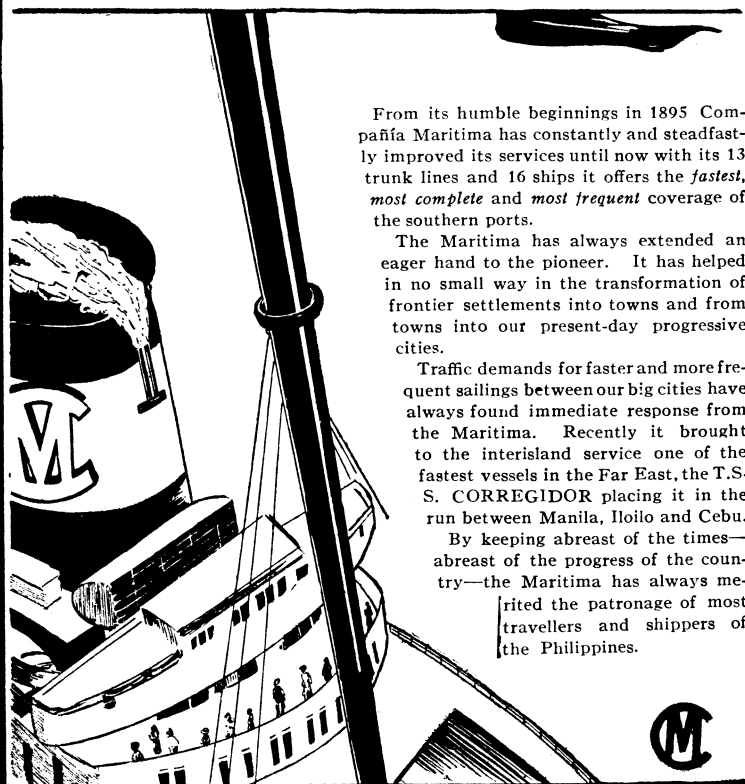 From its humble beginnings in 1895 Com-
pañía Maritima has constantly and steadfast-
ly improved its services until now with its 13
trunk lines and 16 ships it offers the fastest,
most complete and most frequent coverage of
the southern ports.
The Maritima has always extended an
eager hand to the pioneer. It has helped
in no small way in the transformation of
frontier settlements into towns and from
towns into our present-day progressive
cities.
Traffic demands for faster and more fre-
quent sailings between our big cities have
always found immediate response from
the Maritima. Recently it brought
to the interisland service one of the
fastest vessels in the Far East, the T.S.
S. CORREGIDOR placing it in the
run between Manila, Iloilo and Cebu.
By keeping abreast of the times—
abreast of the progress of the coun-
try—the Maritima has always me-
rited the patronage of most
travellers and shippers of
the Philippines.
CM
CM